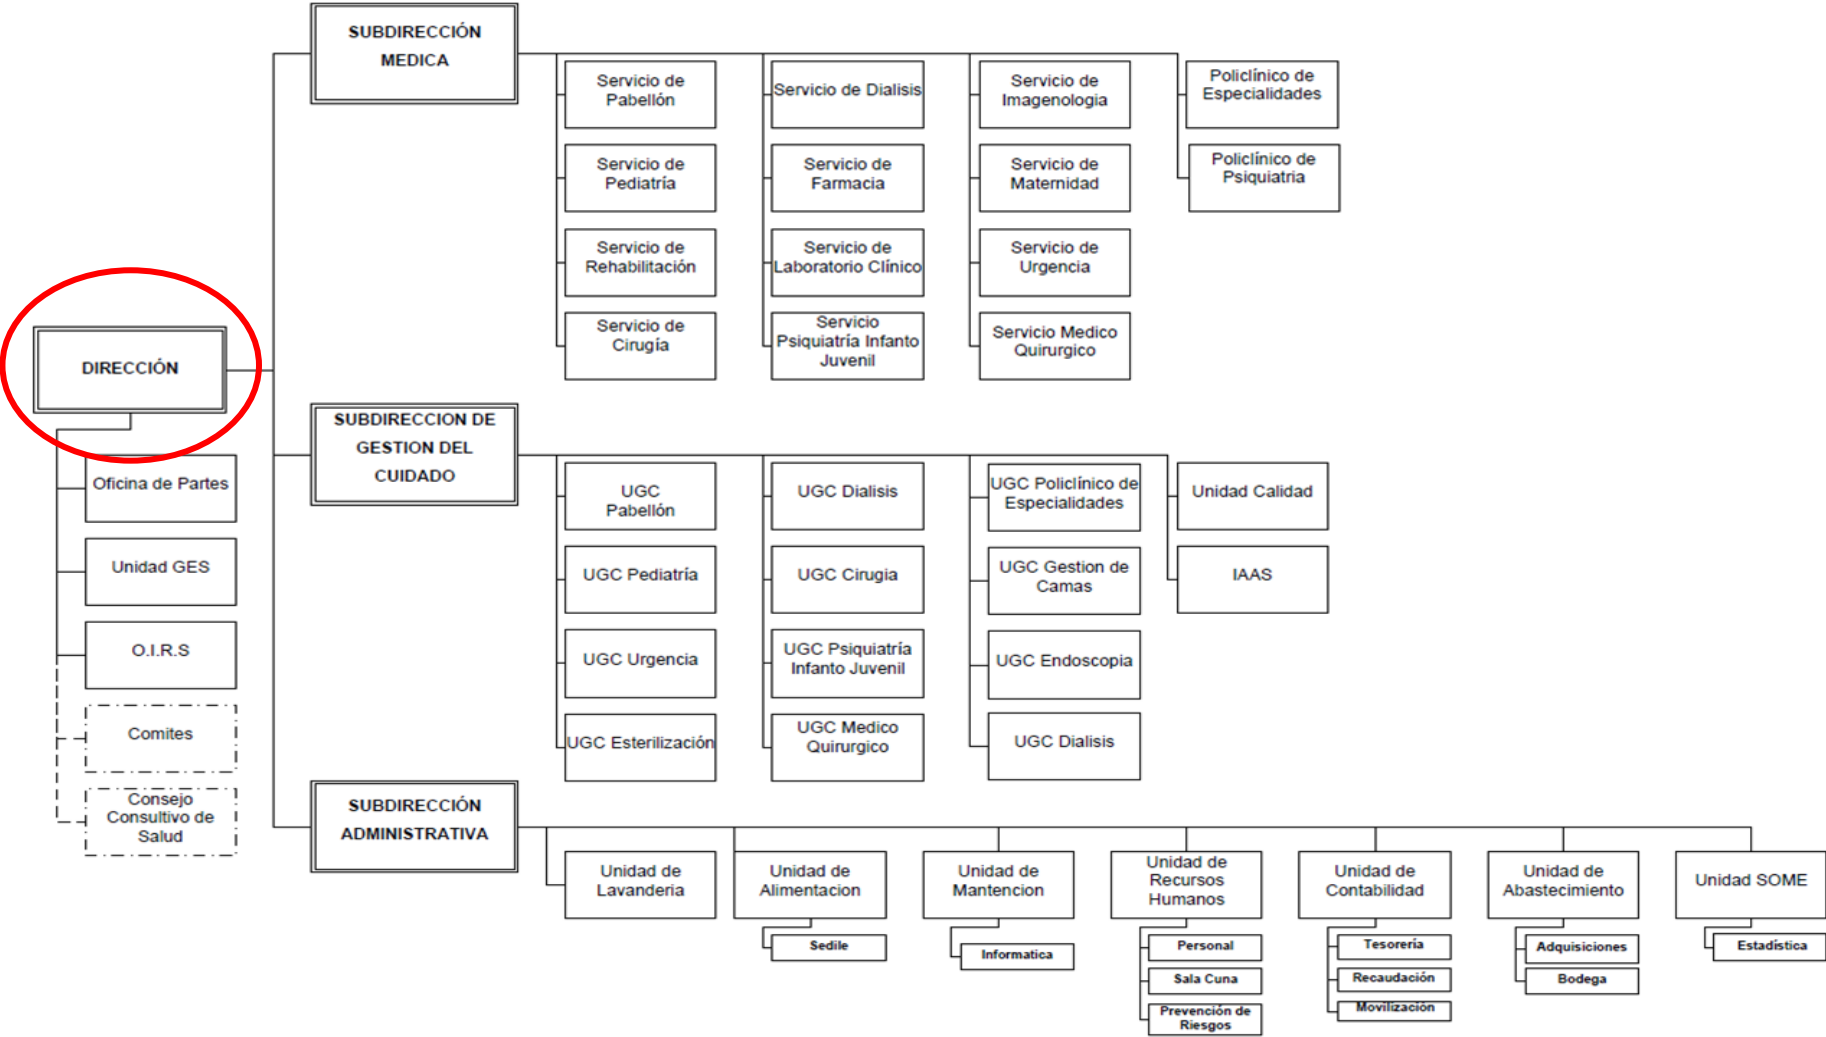 SUBDIRECCIÓN
MEDICA
Servicio de
Pabellón
Servicio de Dialisis
Servicio de
Imagenologia
Policlínico de
Especialidades
Servicio de
Pediatría
Servicio de
Farmacia
Servicio de
Maternidad
Policlínico de
Psiquiatria
Servicio de
Rehabilitación
Servicio de
Laboratorio Clínico
Servicio de
Urgencia
Servicio de
Cirugía
Servicio
Psiquiatría Infanto
Juvenil
Servicio Medico
Quirurgico
DIRECCIÓN
Oficina de Partes
Unidad GES
O.I.R.S
Comites
Consejo
Consultivo de
Salud
SUBDIRECCION DE
GESTION DEL
CUIDADO
UGC
Pabellón
UGC Dialisis
UGC Policlínico de
Especialidades
Unidad Calidad
UGC Pediatría
UGC Cirugia
UGC Gestion de
Camas
IAAS
UGC Urgencia
UGC Psiquiatría
Infanto Juvenil
UGC Endoscopia
UGC Esterilización
UGC Medico
Quirurgico
UGC Dialisis
SUBDIRECCIÓN
ADMINISTRATIVA
Unidad de
Lavanderia
Unidad de
Alimentacion
Sedile
Unidad de
Mantencion
Informatica
Unidad de
Recursos
Humanos
Personal
Sala Cuna
Prevención de
Riesgos
Unidad de
Contabilidad
Tesorería
Recaudación
Movilización
Unidad de
Abastecimiento
Adquisiciones
Bodega
Unidad SOME
Estadística